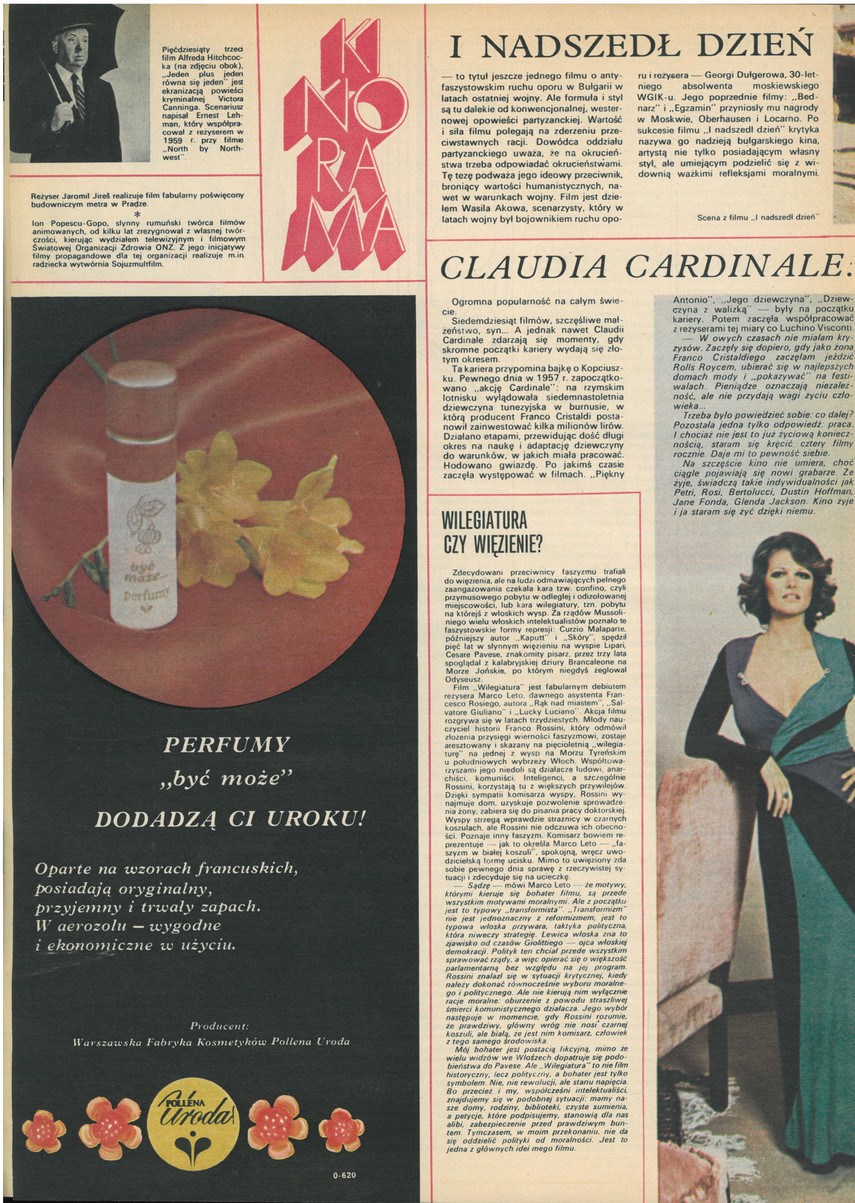 Pięćdziesiąty trzeci
film Alfreda Hitchcoc-
ka (na zdjęciu obok),
„Jeden plus jeden
równa się jeden" jest
ekranizacją powieści
kryminalnej Victora
Canninga. Scenariusz
napisał Ernest Leh-
man, który współpra-
cował z reżyserem w
1959 r. przy filmie
„North by North-
west".
Reżyser Jaromil Jireš realizuje film fabularny poświęcony
budowniczym metra w Pradze.
*
Ion Popescu-Gopo, słynny rumuński twórca filmów
animowanych, od kilku lat zrezygnował z własnej twór-
czości, kierując wydziałem telewizyjnym i filmowym
Światowej Organizacji Zdrowia ONZ. Z jego inicjatywy
filmy propagandowe dla tej organizacji realizuje m.in.
radziecka wytwórnia Sojuzmultfilm.
KI
NO
RA
MA
I NADSZEDŁ DZIEŃ
— to tytuł jeszcze jednego filmu o anty-
faszystowskim ruchu oporu w Bułgarii w
latach ostatniej wojny. Ale formuła i styl
są tu dalekie od konwencjonalnej, wester-
nowej opowieści partyzanckiej. Wartość
i siła filmu polegają na zderzeniu prze-
ciwstawnych racji. Dowódca oddziału
partyzanckiego uważa, że na okrucień-
stwa trzeba odpowiadać okrucieństwami.
Tę tezę podważa jego ideowy przeciwnik,
broniący wartości humanistycznych, na-
wet w warunkach wojny. Film jest dzie-
łem Wasila Akowa, scenarzysty, który w
latach wojny był bojownikiem ruchu opo-
ru i reżysera — Georgi Dułgerowa, 30-let-
niego absolwenta moskiewskiego
WGIK-u. Jego poprzednie filmy: „Bed-
narz" i „Egzamin" przyniosły mu nagrody
w Moskwie, Oberhausen i Locarno. Po
sukcesie filmu „I nadszedł dzień" krytyka
nazywa go nadzieją bułgarskiego kina,
artystą nie tylko posiadającym własny
styl, ale umiejącym podzielić się z wi-
downią ważkimi refleksjami moralnymi.
Scena z filmu „I nadszedł dzień"
CLAUDIA CARDINALE:
Ogromna popularność na całym świe-
cie.
Siedemdziesiąt filmów, szczęśliwe mał-
żeństwo, syn... A jednak nawet Claudii
Cardinale zdarzają się momenty, gdy
skromne początki kariery wydają się zło-
tym okresem.
Ta kariera przypomina bajkę o Kopciusz-
ku. Pewnego dnia w 1957 r. zapoczątko-
wano „akcję Cardinale": na rzymskim
lotnisku wylądowała siedemnastoletnia
dziewczyna tunezyjska w burnusie, w
którą producent Franco Cristaldi posta-
nowił zainwestować kilka milionów lirów.
Działano etapami, przewidując dość długi
okres na naukę i adaptację dziewczyny
do warunków, w jakich miała pracować.
Hodowano gwiazdę. Po jakimś czasie
zaczęła występować w filmach. „Piękny
Antonio", „Jego dziewczyna", „Dziew-
czyna z walizką" — były na początku
kariery. Potem zaczęła współpracować
z reżyserami tej miary co Luchino Visconti.
— W owych czasach nie miałam kry-
zysów. Zaczęły się dopiero, gdy jako żona
Franco Cristaldiego zaczęłam jeździć
Rolls Roycem, ubierać się w najlepszych
domach mody i „pokazywać" na festi-
walach. Pieniądze oznaczają niezależ-
ność, ale nie przydają wagi życiu czło-
wieka...
Trzeba było powiedzieć sobie: co dalej?
Pozostała jedna tylko odpowiedź: praca.
I chociaż nie jest to już życiową koniecz-
nością, staram się kręcić cztery filmy
rocznie. Daje mi to pewność siebie.
Na szczęście kino nie umiera, choć
ciągle pojawiają się nowi grabarze. Że
żyje, świadczą takie indywidualności jak
Petri, Rosi, Bertolucci, Dustin Hoffman,
Jane Fonda, Glenda Jackson. Kino żyje
i ja staram się żyć dzięki niemu.
WILEGIATURA
CZY WIĘZIENIE?
Zdecydowani przeciwnicy faszyzmu trafiali
do więzienia, ale na ludzi odmawiających pełnego
zaangażowania czekała kara tzw. confino, czyli
przymusowego pobytu w odległej i odizolowanej
miejscowości, lub kara wilegiatury, tzn. pobytu
na którejś z włoskich wysp. Za rządów Mussoli-
niego wielu włoskich intelektualistów poznało te
faszystowskie formy represji: Curzio Malaparte,
późniejszy autor „Kaputt" i „Skóry", spędził
pięć lat w słynnym więzieniu na wyspie Lipari,
Cesare Pavese, znakomity pisarz, przez trzy lata
spoglądał z kalabryjskiej dziury Brancaleone na
Morze Jońskie, po którym niegdyś żeglował
Odyseusz.
Film „Wilegiatura" jest fabularnym debiutem
reżysera Marco Leto, dawnego asystenta Fran-
cesco Rosiego, autora „Rąk nad miastem", „Sal-
vatore Giuliano" i „Lucky Luciano". Akcja filmu
rozgrywa się w latach trzydziestych. Młody nau-
czyciel historii Franco Rossini, który odmówił
złożenia przysięgi wierności faszyzmowi, zostaje
aresztowany i skazany na pięcioletnią „wilegia-
turę" na jednej z wysp na Morzu Tyreńskim
u południowych wybrzeży Włoch. Współtowa-
rzyszami jego niedoli są działacze ludowi, anar-
chiści, komuniści. Inteligenci, a szczególnie
Rossini, korzystają tu z większych przywilejów.
Dzięki sympatii komisarza wyspy, Rossini wy-
najmuje dom, uzyskuje pozwolenie sprowadze-
nia żony, zabiera się do pisania pracy doktorskiej.
Wyspy strzegą wprawdzie strażnicy w czarnych
koszulach, ale Rossini nie odczuwa ich obecno-
ści. Poznaje inny faszyzm. Komisarz bowiem re-
prezentuje — jak to określa Marco Leto — „fa-
szyzm w białej koszuli", spokojną, wręcz uwo-
dzicielską formę ucisku. Mimo to uwięziony zda
sobie pewnego dnia sprawę z rzeczywistej sy-
tuacji i zdecyduje się na ucieczkę.
— Sądzę — mówi Marco Leto — że motywy,
którymi kieruje się bohater filmu, są przede
wszystkim motywami moralnymi. Ale z początku
jest to typowy „transformista". „Transformizm"
nie jest jednoznaczny z reformizmem, jest to
typowa włoska przywara, taktyka polityczna,
która niweczy strategię. Lewica włoska zna to
zjawisko od czasów Giolittiego — ojca włoskiej
demokracji. Polityk ten chciał przede wszystkim
sprawować rządy, a więc opierać się o większość
parlamentarną bez względu na jej program.
Rossini znalazł się w sytuacji krytycznej, kiedy
należy dokonać równocześnie wyboru moralne-
go i politycznego. Ale nie kierują nim wyłącznie
racje moralne: oburzenie z powodu straszliwej
śmierci komunistycznego działacza. Jego wybór
następuje w momencie, gdy Rossini rozumie,
że prawdziwy, główny wróg nie nosi czarnej
koszuli, ale białą, że jest nim komisarz, człowiek
z tego samego środowiska.
Mój bohater jest postacią fikcyjną, mimo że
wielu widzów we Włoszech dopatruje się podo-
bieństwa do Pavese. Ale „Wilegiatura" to nie film
historyczny, lecz polityczny, a bohater jest tylko
symbolem. Nie, nie rewolucji, ale stanu napięcia.
Bo przecież i my, współcześni intelektualiści,
znajdujemy się w podobnej sytuacji: mamy na-
sze domy, rodziny, biblioteki, czyste sumienia,
a petycje, które podpisujemy, stanowią dla nas
alibi, zabezpieczenie przed prawdziwym bun-
tem. Tymczasem, w moim przekonaniu, nie da
się oddzielić polityki od moralności. Jest to
jedna z głównych idei mego filmu.
być
może
Perfumy
PERFUMY
„być może"
DODADZĄ CI UROKU!
Oparte na wzorach francuskich,
posiadają oryginalny,
przyjemny i trwały zapach.
W aerozolu — wygodne
i ekonomiczne w użyciu.
Producent:
Warszawska Fabryka Kosmetyków Pollena Uroda
POLLENA
Uroda
0-620